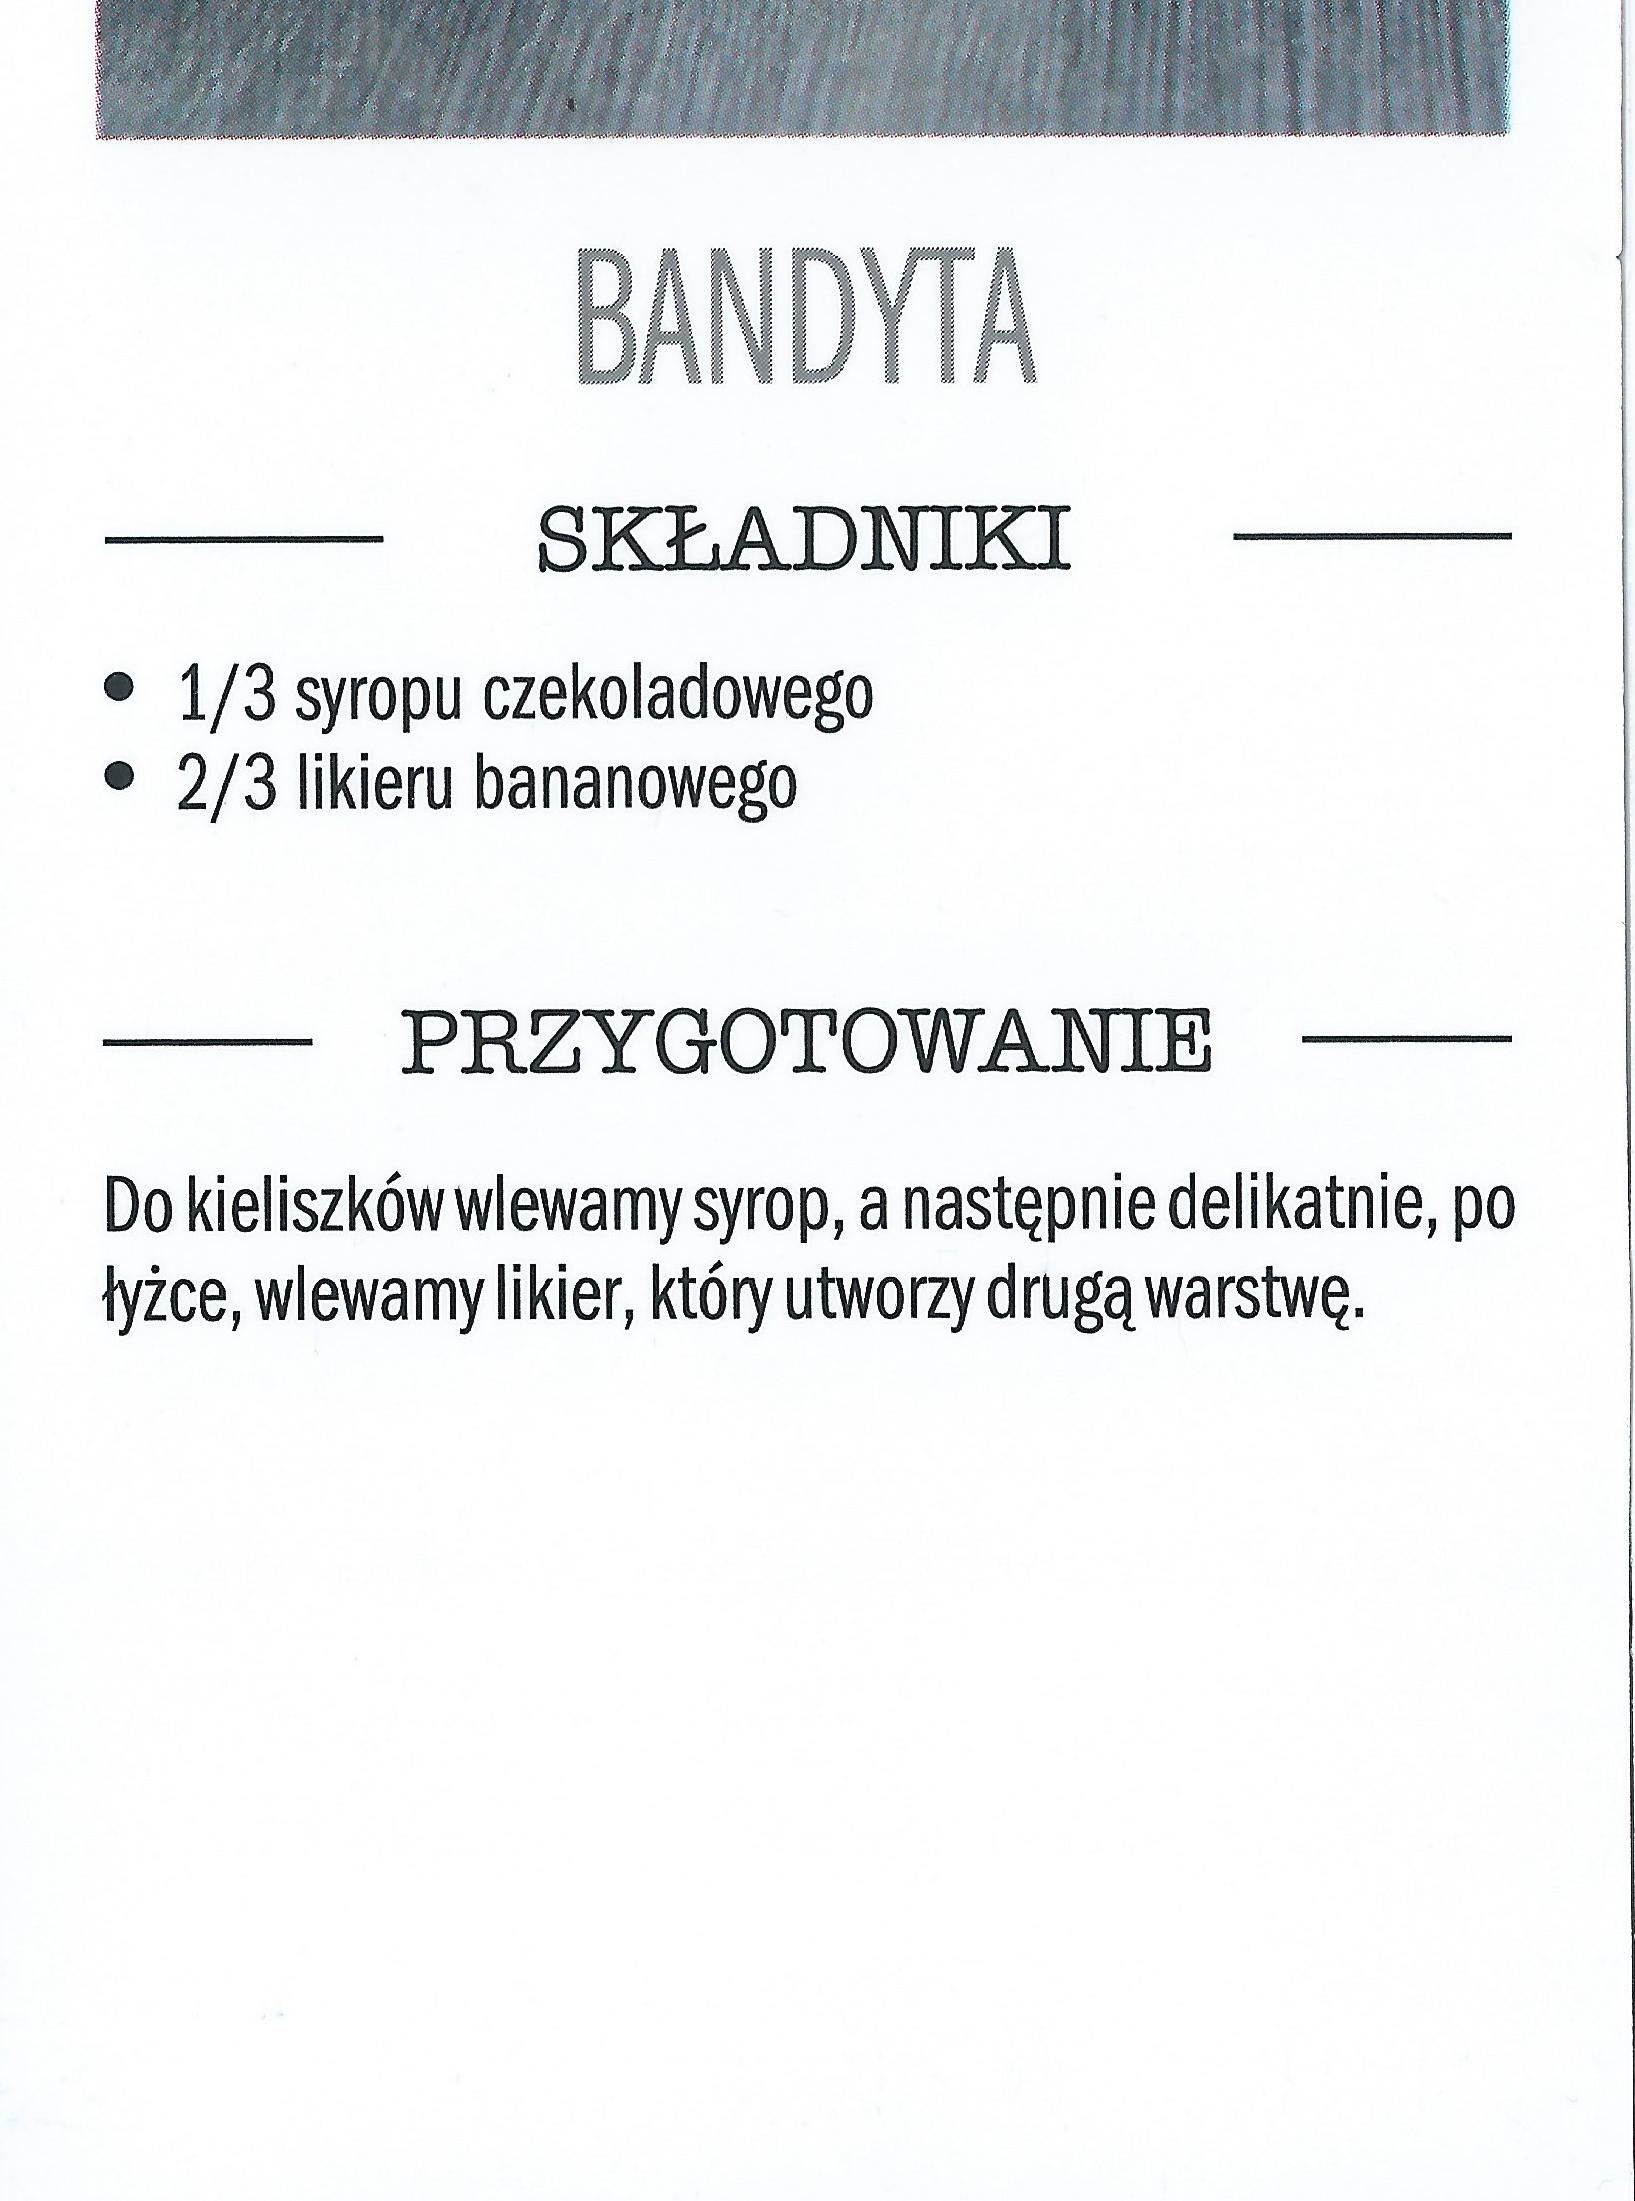 BANDYTA
SKŁADNIKI
• 1/3 syropu czekoladowego
• 2/3 likieru bananowego
PRZYGOTOWANIE
Do kieliszków wlewamy syrop, a następnie delikatnie, po
łyżce, wlewamy likier, który utworzy drugą warstwę.